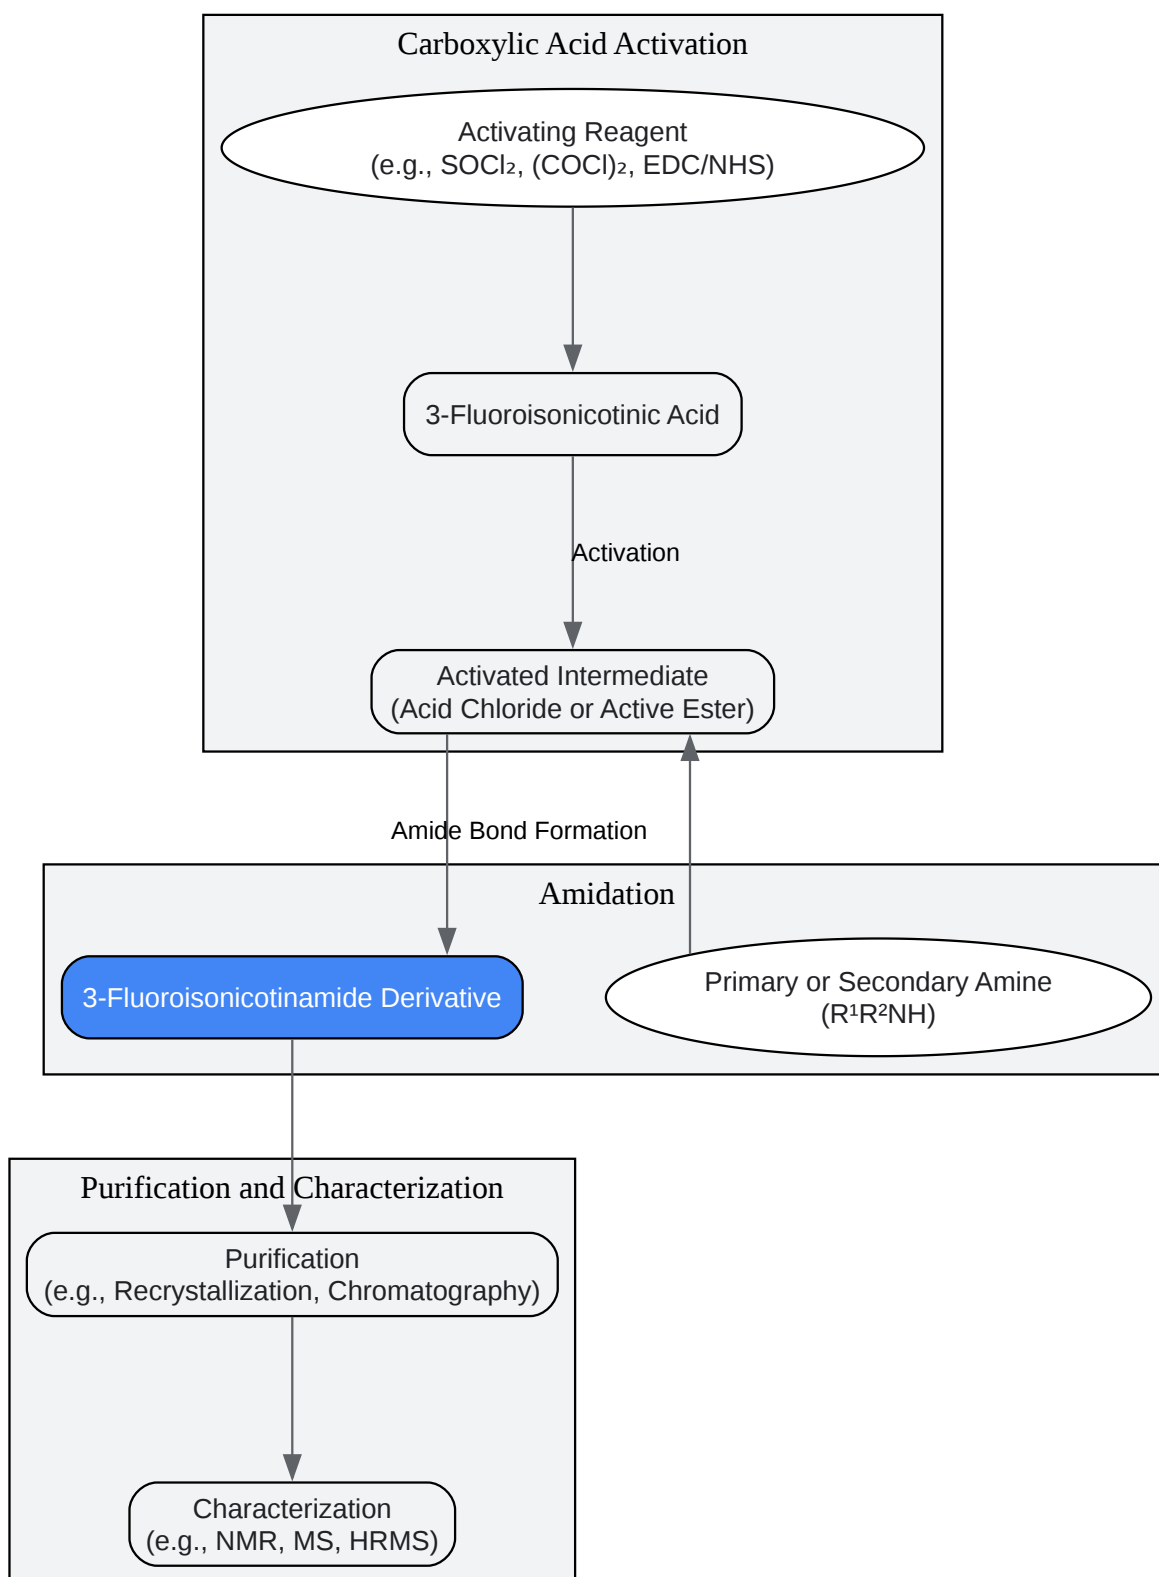 Carboxylic Acid Activation
Activating Reagent
(e.g., SOCl₂, (COCl)₂, EDC/NHS)
3-Fluoroisonicotinic Acid
Activation
Activated Intermediate
(Acid Chloride or Active Ester)
Amide Bond Formation
Amidation
3-Fluoroisonicotinamide Derivative
Primary or Secondary Amine
(R¹R²NH)
Purification and Characterization
Purification
(e.g., Recrystallization, Chromatography)
Characterization
(e.g., NMR, MS, HRMS)